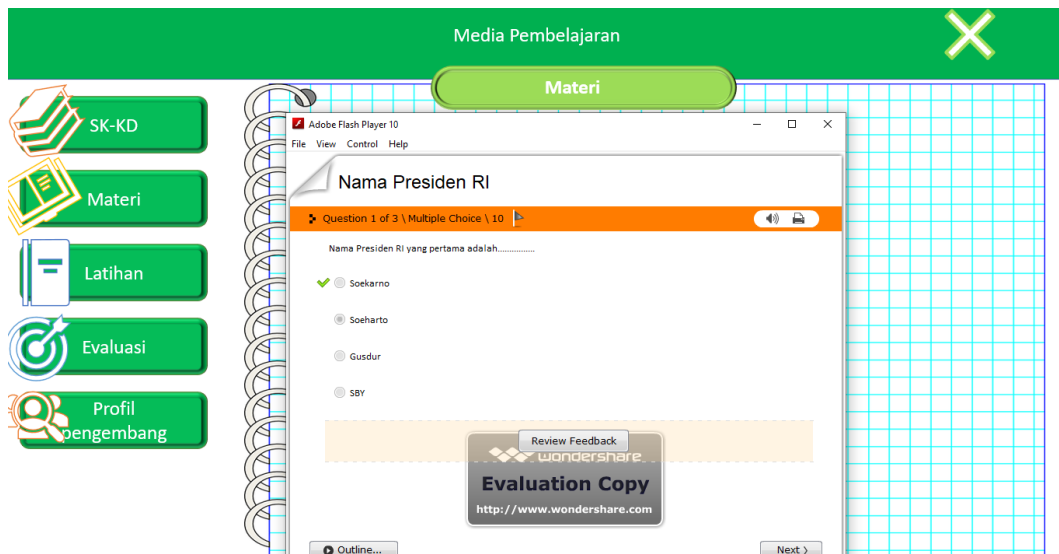 Media Pembelajaran
Materi
SK-KD
Materi
Latihan
Evaluasi
Profil
pengembang
Adobe Flash Player 10
File View Control Help
Nama Presiden RI
Question 1 of 3 \ Multiple Choice \ 10
Nama Presiden RI yang pertama adalah...............
Soekarno
Soeharto
Gusdur
SBY
Review Feedback
wondershare
Evaluation Copy
http://www.wondershare.com
Outline...
Next >